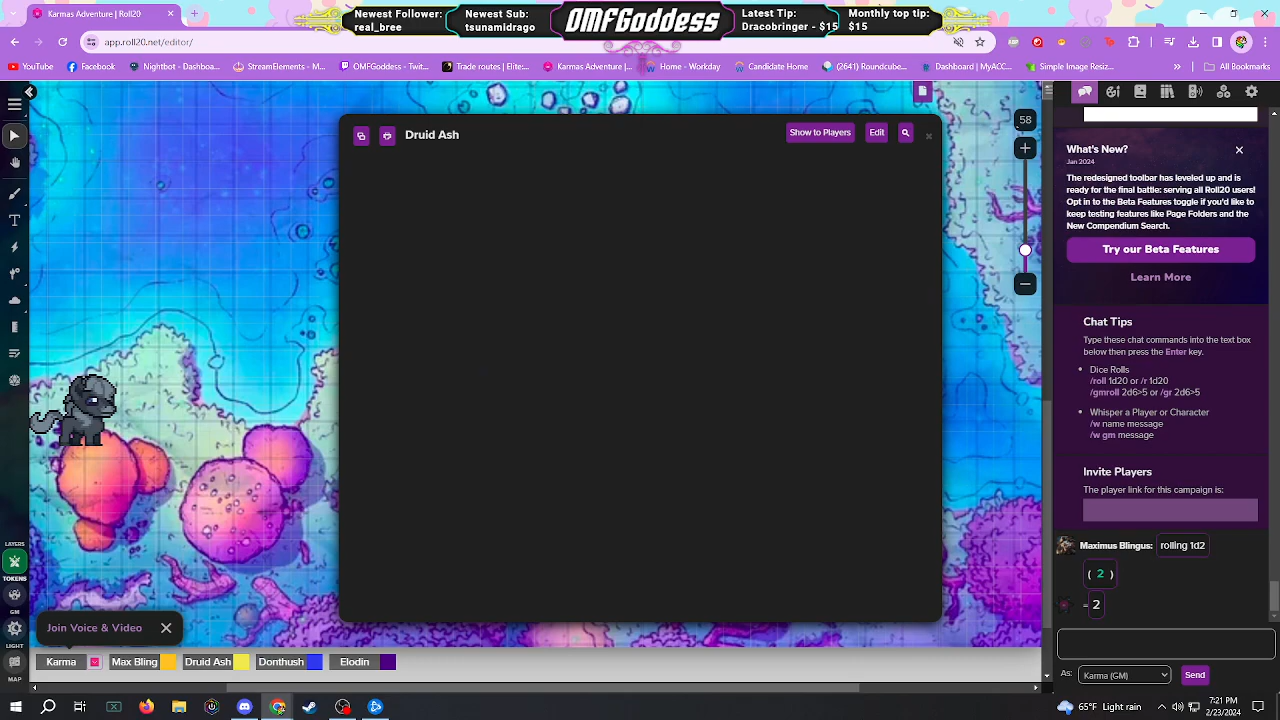 Karmas Adventure | Roll20
Newest Follower:
real_bree
Newest Sub:
tsunamidrago
OMFGoddess
Latest Tip:
Dracobringer - $15
Monthly top tip:
$15
app.roll20.net/editor/
YouTube
Facebook
Nightbot - Dashboa...
StreamElements - M...
OMFGoddess - Twit...
Trade routes | Elite:...
Karmas Adventure |...
Home - Workday
Candidate Home
(2641) Roundcube...
Dashboard | MyACC...
Simple Image Resiz...
All Bookmarks
Druid Ash
Show to Players
Edit
58
What's New?
Jan 2024
The redesigned toolbar has leveled up and is
ready for the final battle: serving all Roll20 users!
Opt in to the Beta Features toggle if you'd like to
keep testing features like Page Folders and the
New Compendium Search.
Try our Beta Features
Learn More
Chat Tips
Type these chat commands into the text box
below then press the Enter key.
Dice Rolls
/roll 1d20 or /r 1d20
/gmroll 2d6>5 or /gr 2d6>5
Whisper a Player or Character
/w name message
/w gm message
Invite Players
The player link for this campaign is:
Maximus Blingus: rolling 1d2
( 2 )
2
LAYERS
TOKENS
GM
LIGHT
MAP
Join Voice & Video
Karma
Max Bling
Druid Ash
Donthush
Elodin
As:
Karma (GM)
Send
65°F Light rain
7:21 PM
2/23/2024